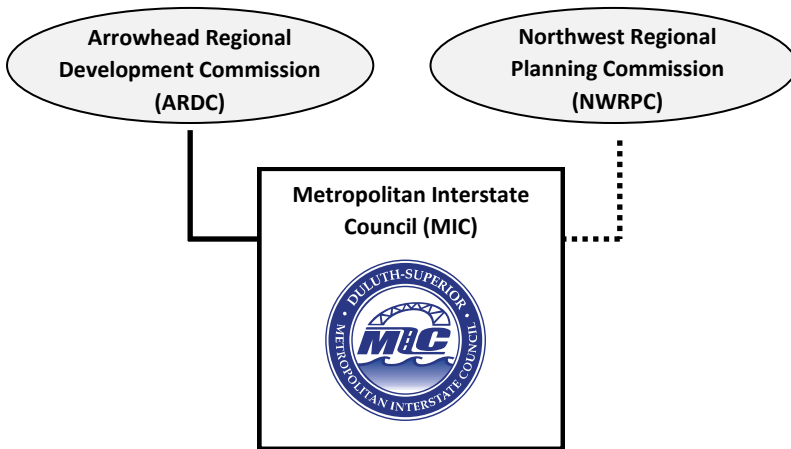 Arrowhead Regional
Development Commission
(ARDC)
Northwest Regional
Planning Commission
(NWRPC)
Metropolitan Interstate
Council (MIC)
• DULUTH-SUPERIOR •
MIC
METROPOLITAN INTERSTATE COUNCIL